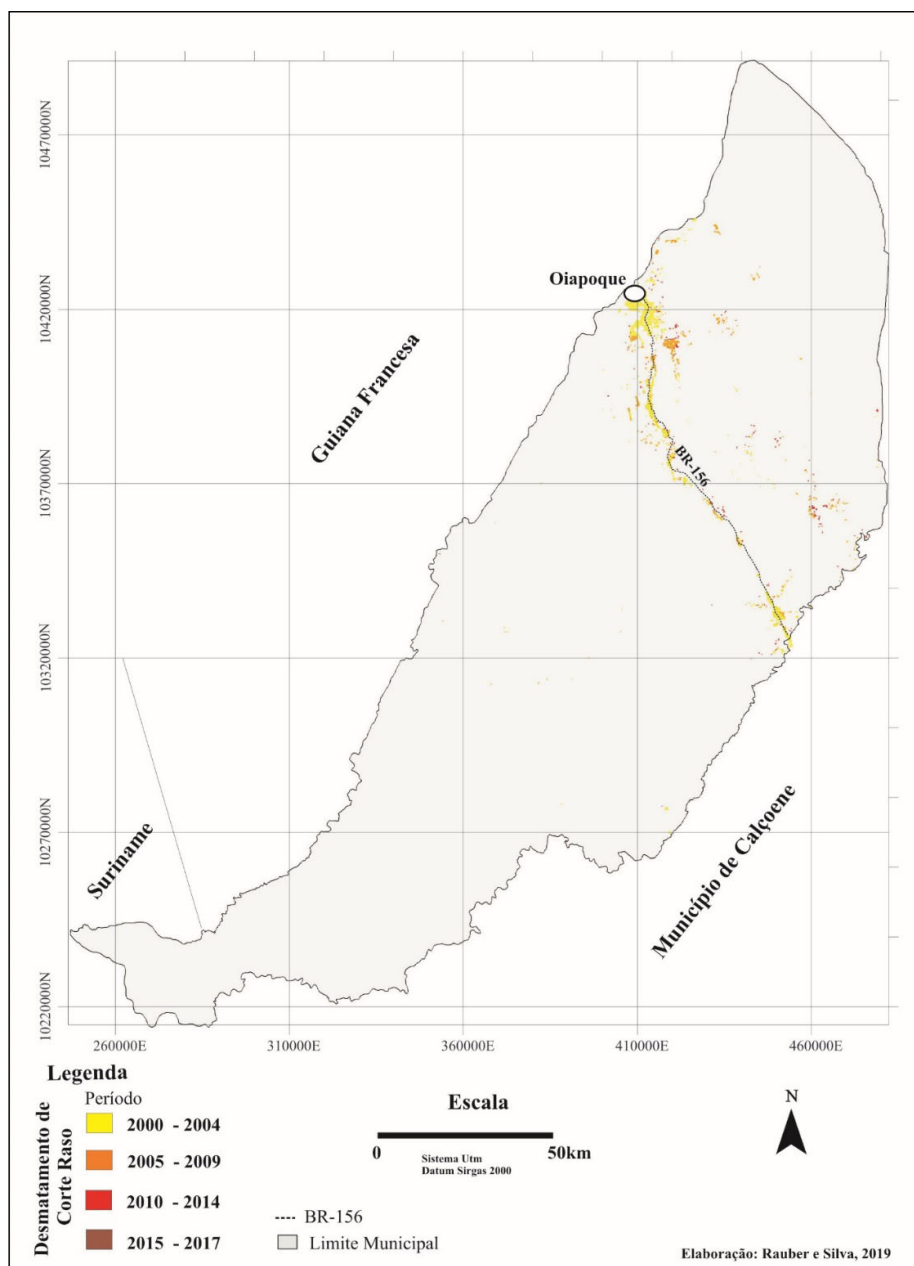 10470000N
Oiapoque
10420000N
Guiana Francesa
10370000N
BR-156
10320000N
Suriname
10270000N
Município de Calçoene
10220000N
260000E 310000E 360000E 410000E 460000E
Legenda
Desmatamento de
Corte Raso
Período
2000 - 2004
2005 - 2009
2010 - 2014
2015 - 2017
Escala
0 50km
Sistema Utm
Datum Sirgas 2000
N
BR-156
Limite Municipal
Elaboração: Rauber e Silva, 2019